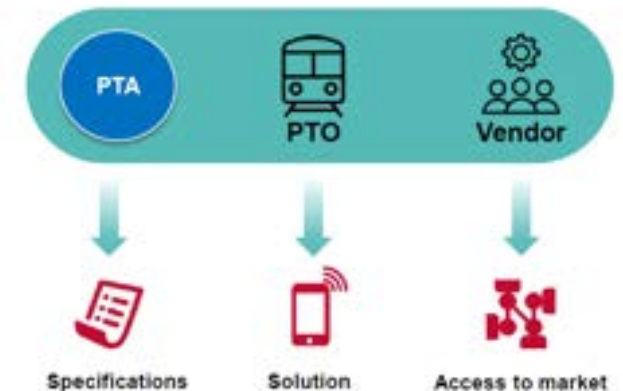 PTA
PTO
Vendor
Specifications
Solution
Access to market